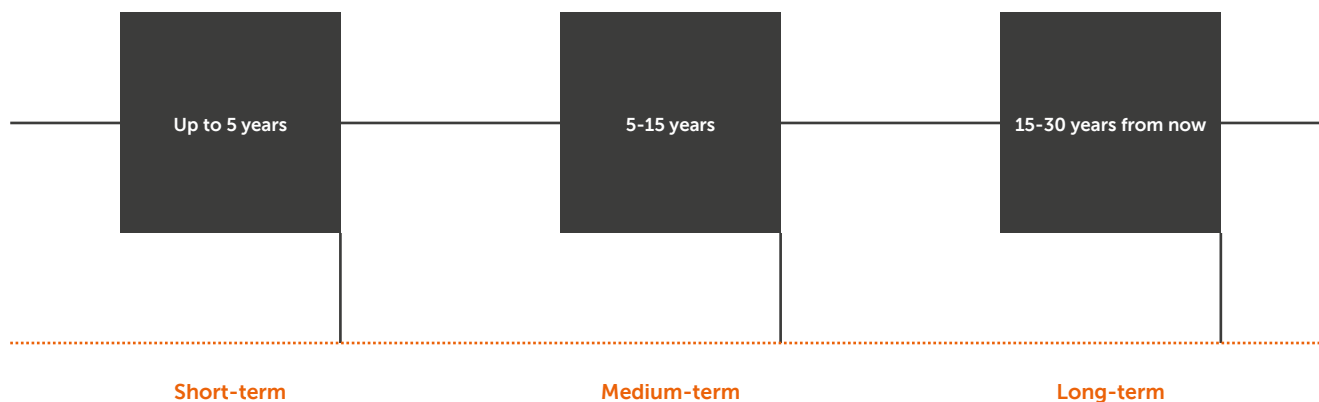 Up to 5 years
5-15 years
15-30 years from now
Short-term
Medium-term
Long-term